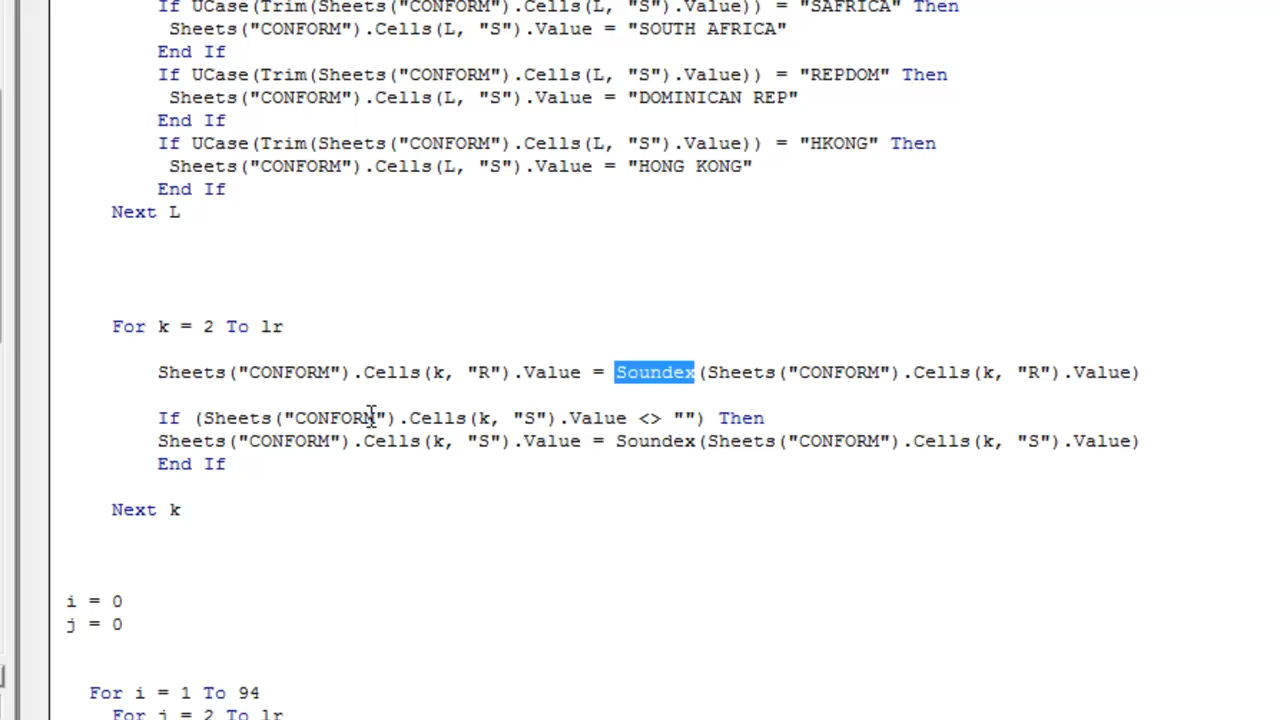 If UCase(Trim(Sheets("CONFORM").Cells(L, "S").Value)) = "SAFRICA" Then
Sheets("CONFORM").Cells(L, "S").Value = "SOUTH AFRICA"
End If
If UCase(Trim(Sheets("CONFORM").Cells(L, "S").Value)) = "REPDOM" Then
Sheets("CONFORM").Cells(L, "S").Value = "DOMINICAN REP"
End If
If UCase(Trim(Sheets("CONFORM").Cells(L, "S").Value)) = "HKONG" Then
Sheets("CONFORM").Cells(L, "S").Value = "HONG KONG"
End If
Next L
For k = 2 To lr
Sheets("CONFORM").Cells(k, "R").Value = Soundex(Sheets("CONFORM").Cells(k, "R").Value)
If (Sheets("CONFORM").Cells(k, "S").Value <> "") Then
Sheets("CONFORM").Cells(k, "S").Value = Soundex(Sheets("CONFORM").Cells(k, "S").Value)
End If
Next k
i = 0
j = 0
For i = 1 To 94
For j = 2 To lr